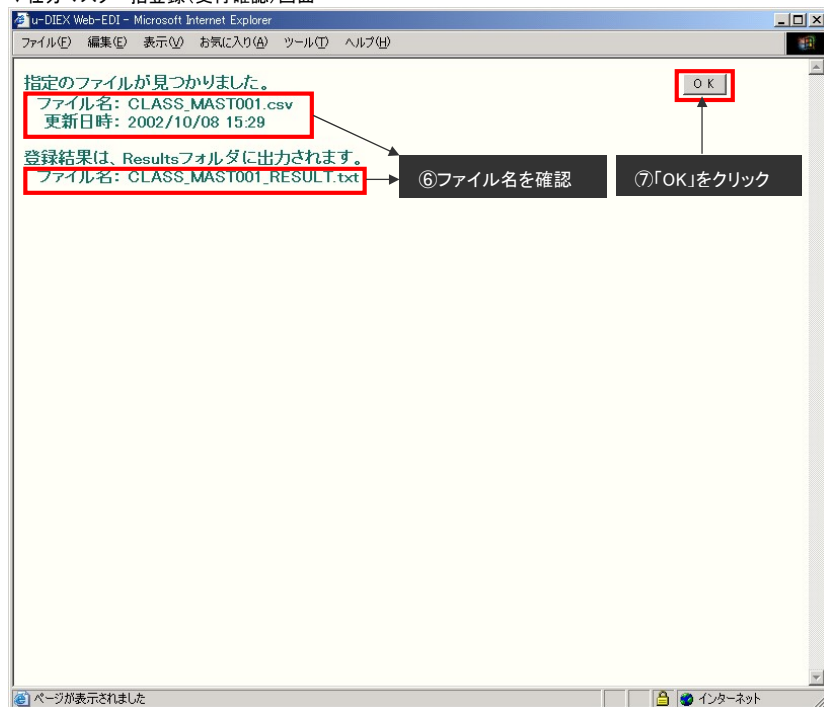 u-DIEX Web-EDI - Microsoft Internet Explorer
ファイル(F) 編集(E) 表示(V) お気に入り(A) ツール(T) ヘルプ(H)
指定のファイルが見つかりました。
ファイル名: CLASS_MAST001.csv
更新日時: 2002/10/08 15:29
OK
登録結果は、Resultsフォルダに出力されます。
ファイル名: CLASS_MAST001_RESULT.txt
⑥ファイル名を確認
⑦「OK」をクリック
ページが表示されました
インターネット